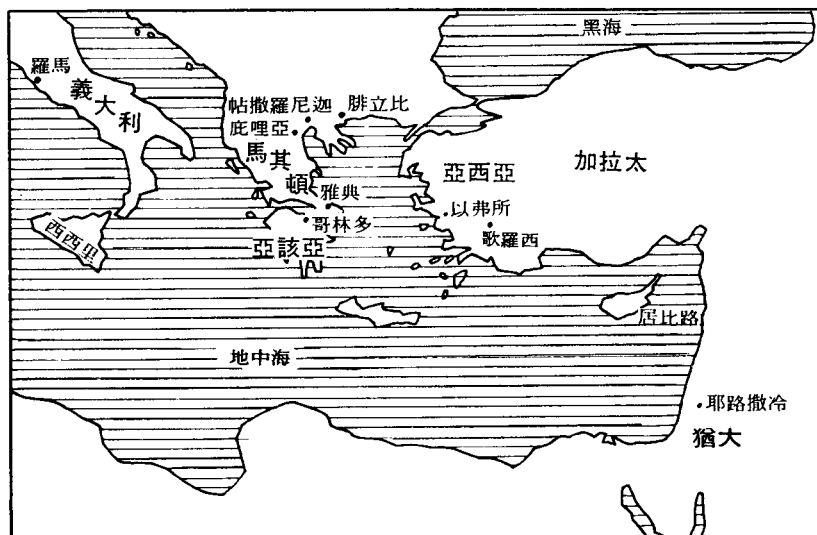 黑海
羅馬
義大利
帖撒羅尼迦
腓立比
庇哩亞
馬其頓
雅典
哥林多
亞該亞
西西里
亞西亞
加拉太
以弗所
歌羅西
居比路
地中海
耶路撒冷
猶大